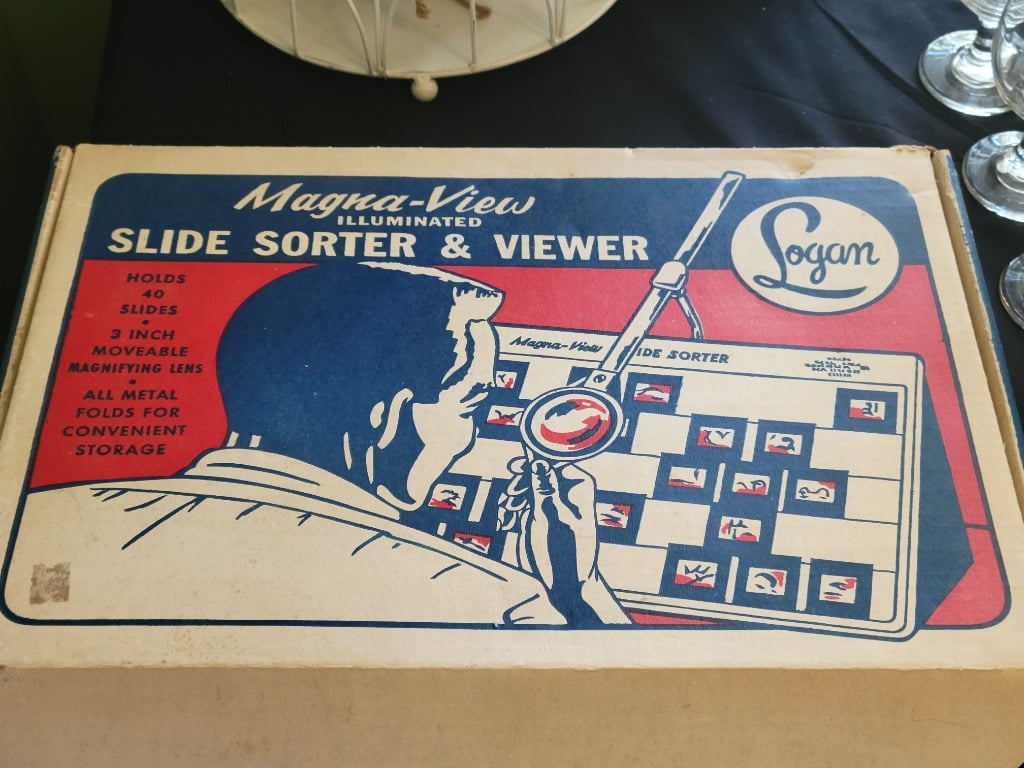 Magna-View
ILLUMINATED
SLIDE SORTER & VIEWER
Logan
HOLDS
40
SLIDES
•
3 INCH
MOVEABLE
MAGNIFYING LENS
•
ALL METAL
FOLDS FOR
CONVENIENT
STORAGE
Magna-View IDE SORTER